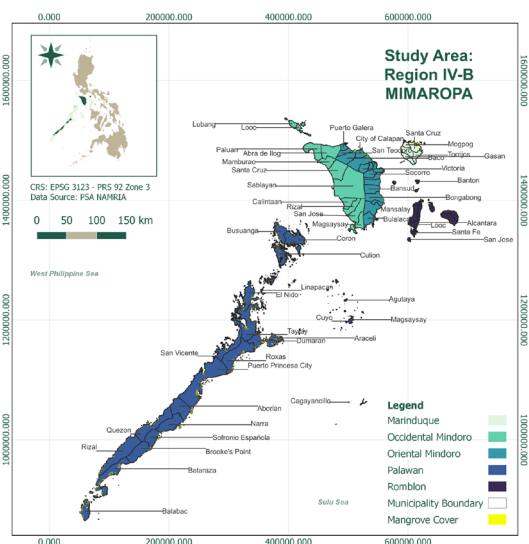 0.000 200000.000 400000.000 600000.000
1600000.000
1400000.000
1200000.000
1000000.000
Study Area:
Region IV-B
MIMAROPA
CRS: EPSG 3123 - PRS 92 Zone 3
Data Source: PSA NAMRIA
0 50 100 150 km
West Philippine Sea
Lubang
Looc
Puerto Galera
City of Calapan
Santa Cruz
Paluan
Abra de Ilog
San Teodoro
Mogpog
Torrijos
Gasan
Baco
Mamburao
Santa Cruz
Victoria
Socorro
Sablayan
Banton
Bansud
Bongabong
Calintaan
Rizal
San Jose
Mansalay
Bulalacao
Magsaysay
Looc
Alcantara
Santa Fe
San Jose
Busuanga
Coron
Culion
Linapacan
El Nido
Agutaya
Cuyo
Magsaysay
Taytay
Dumaran
Araceli
San Vicente
Roxas
Puerto Princesa City
Cagayancillo
Aborlan
Narra
Quezon
Sofronio Española
Rizal
Brooke's Point
Bataraza
Balabac
Sulu Sea
Legend
Marinduque
Occidental Mindoro
Oriental Mindoro
Palawan
Romblon
Municipality Boundary
Mangrove Cover
1600000.000
1400000.000
1200000.000
1000000.000
0.000 200000.000 400000.000 600000.000